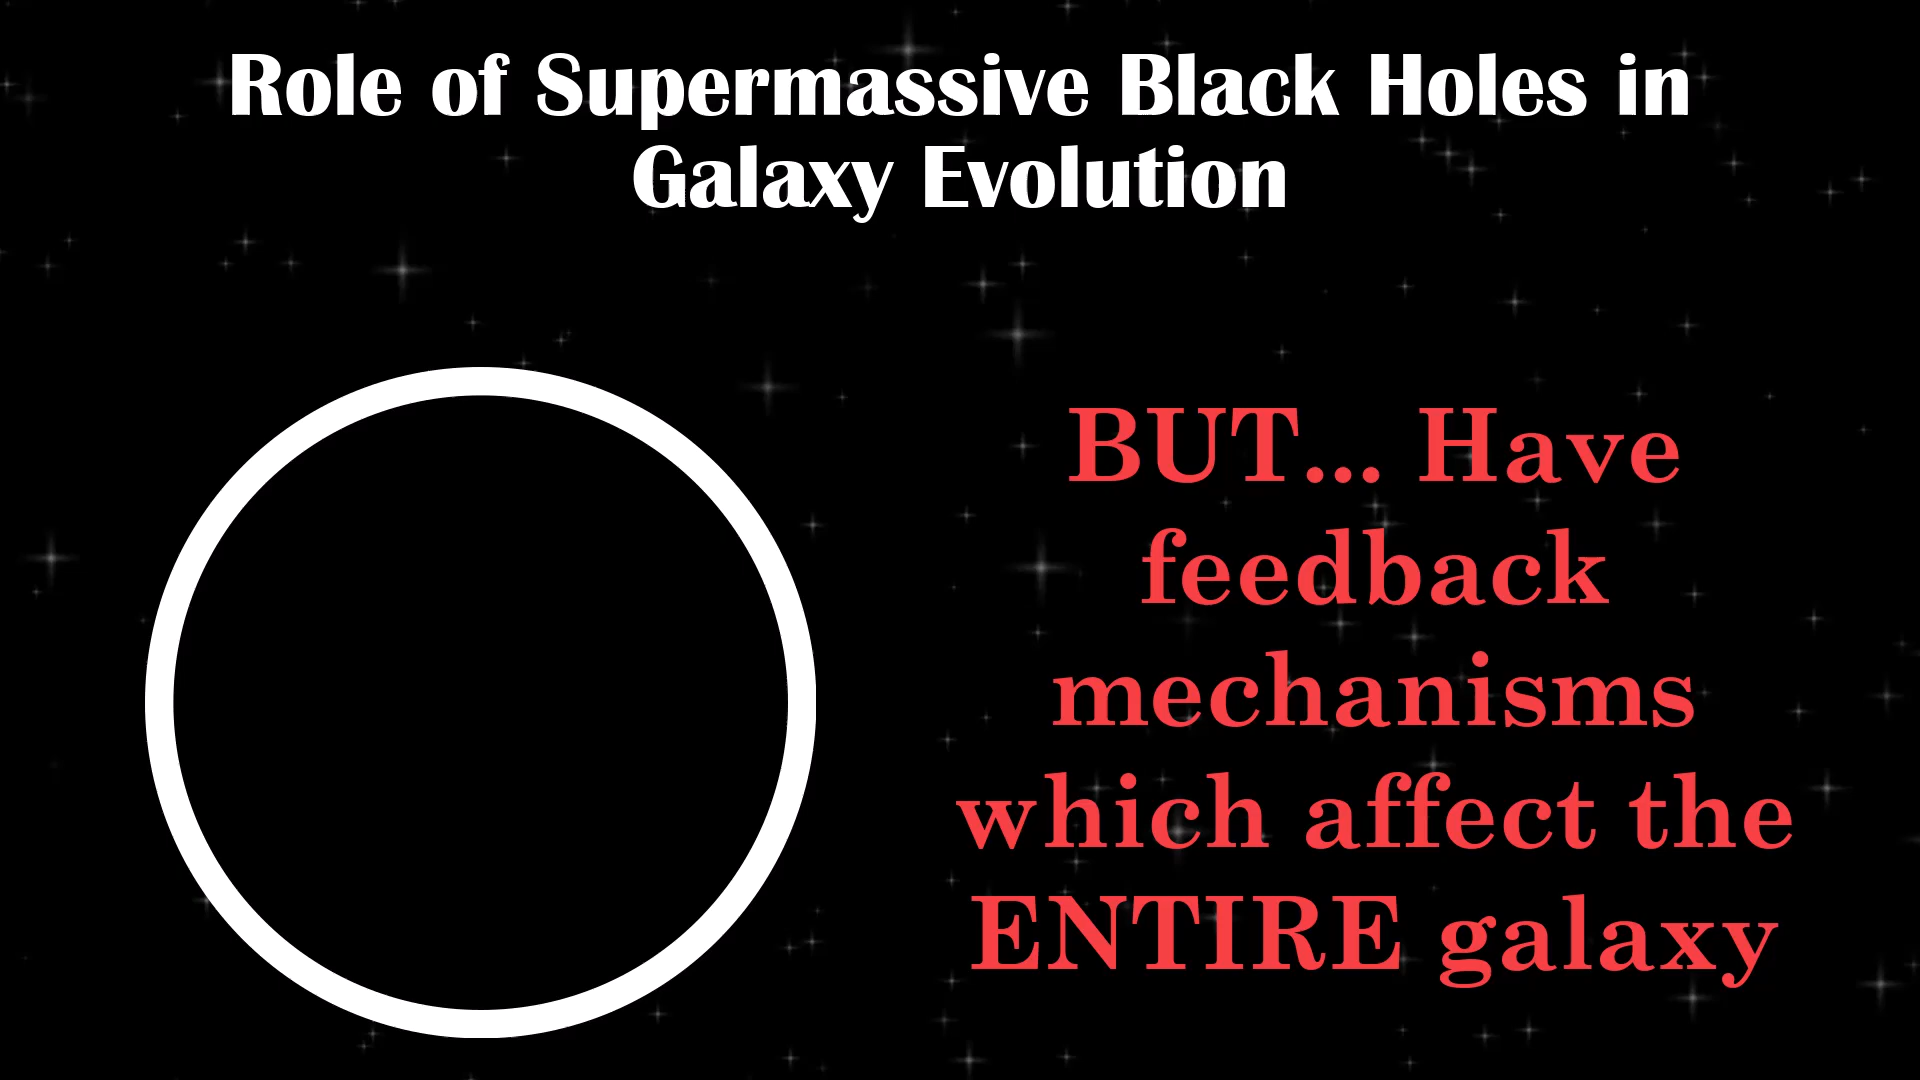 Role of Supermassive Black Holes in
Galaxy Evolution
BUT... Have
feedback
mechanisms
which affect the
ENTIRE galaxy